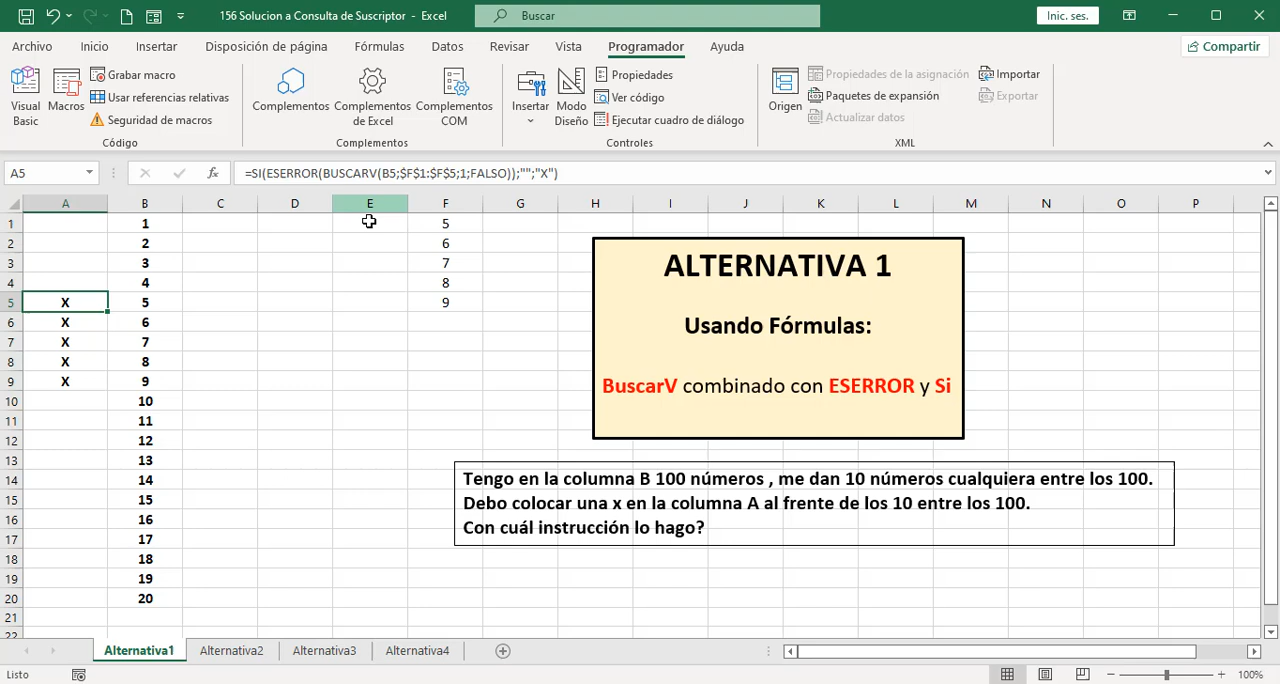 156 Solucion a Consulta de Suscriptor - Excel
Buscar
Inic. ses.
Archivo Inicio Insertar Disposición de página Fórmulas Datos Revisar Vista Programador Ayuda
Compartir
Visual Basic
Macros
Grabar macro
Usar referencias relativas
Seguridad de macros
Código
Complementos
Complementos de Excel
Complementos COM
Complementos
Insertar
Modo Diseño
Propiedades
Ver código
Ejecutar cuadro de diálogo
Controles
Origen
Propiedades de la asignación
Paquetes de expansión
Actualizar datos
Importar
Exportar
XML
A5
fx
=SI(ESERROR(BUSCARV(B5;$F$1:$F$5;1;FALSO));"";"X")
A B C D E F G H I J K L M N O P
1 1 5
2 2 6
3 3 7
4 4 8
5 X 5 9
6 X 6
7 X 7
8 X 8
9 X 9
10 10
11 11
12 12
13 13
14 14
15 15
16 16
17 17
18 18
19 19
20 20
21
22
ALTERNATIVA 1
Usando Fórmulas:
BuscarV combinado con ESERROR y Si
Tengo en la columna B 100 números , me dan 10 números cualquiera entre los 100.
Debo colocar una x en la columna A al frente de los 10 entre los 100.
Con cuál instrucción lo hago?
Alternativa1 Alternativa2 Alternativa3 Alternativa4
Listo
100%